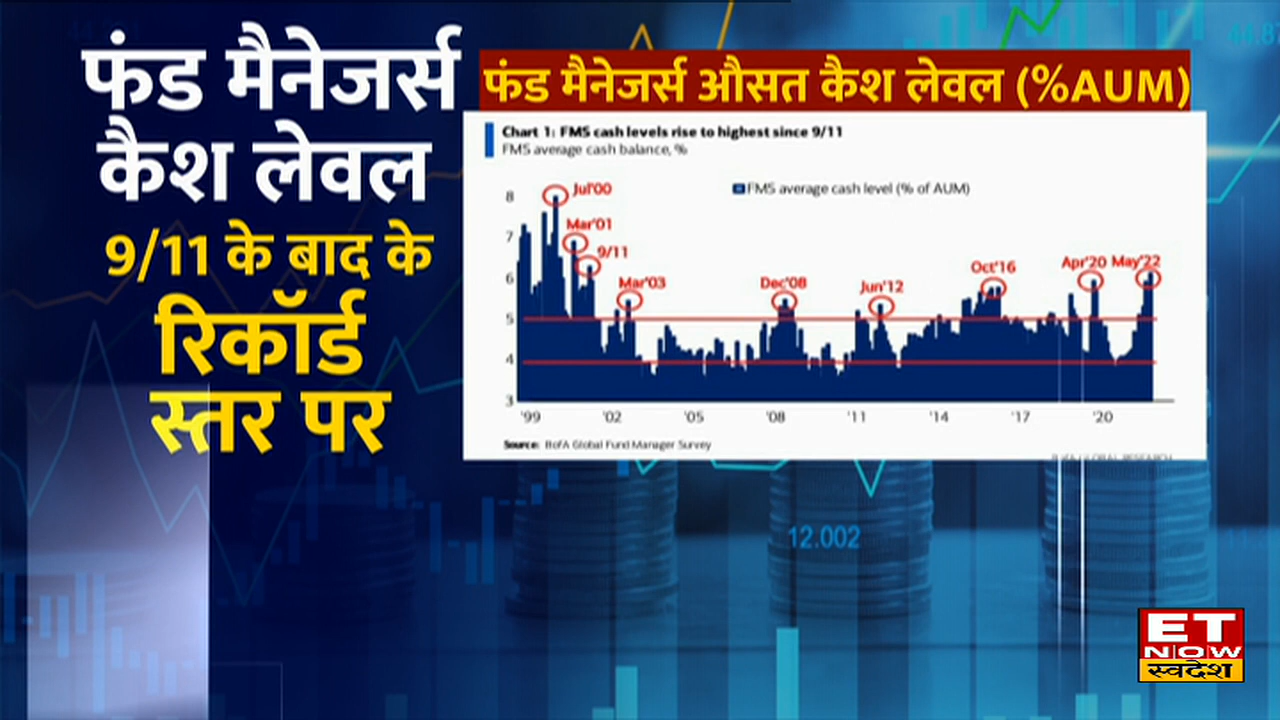 फंड मैनेजर्स
कैश लेवल
9/11 के बाद के
रिकॉर्ड
स्तर पर
फंड मैनेजर्स औसत कैश लेवल (%AUM)
Chart 1: FMS cash levels rise to highest since 9/11
FMS average cash balance, %
FMS average cash level (% of AUM)
8
7
6
5
4
3
Jul'00
Mar'01
9/11
Mar'03
Dec'08
Jun'12
Oct'16
Apr'20
May'22
'99
'02
'05
'08
'11
'14
'17
'20
Source: BofA Global Fund Manager Survey
12.002
ET
NOW
स्वदेश